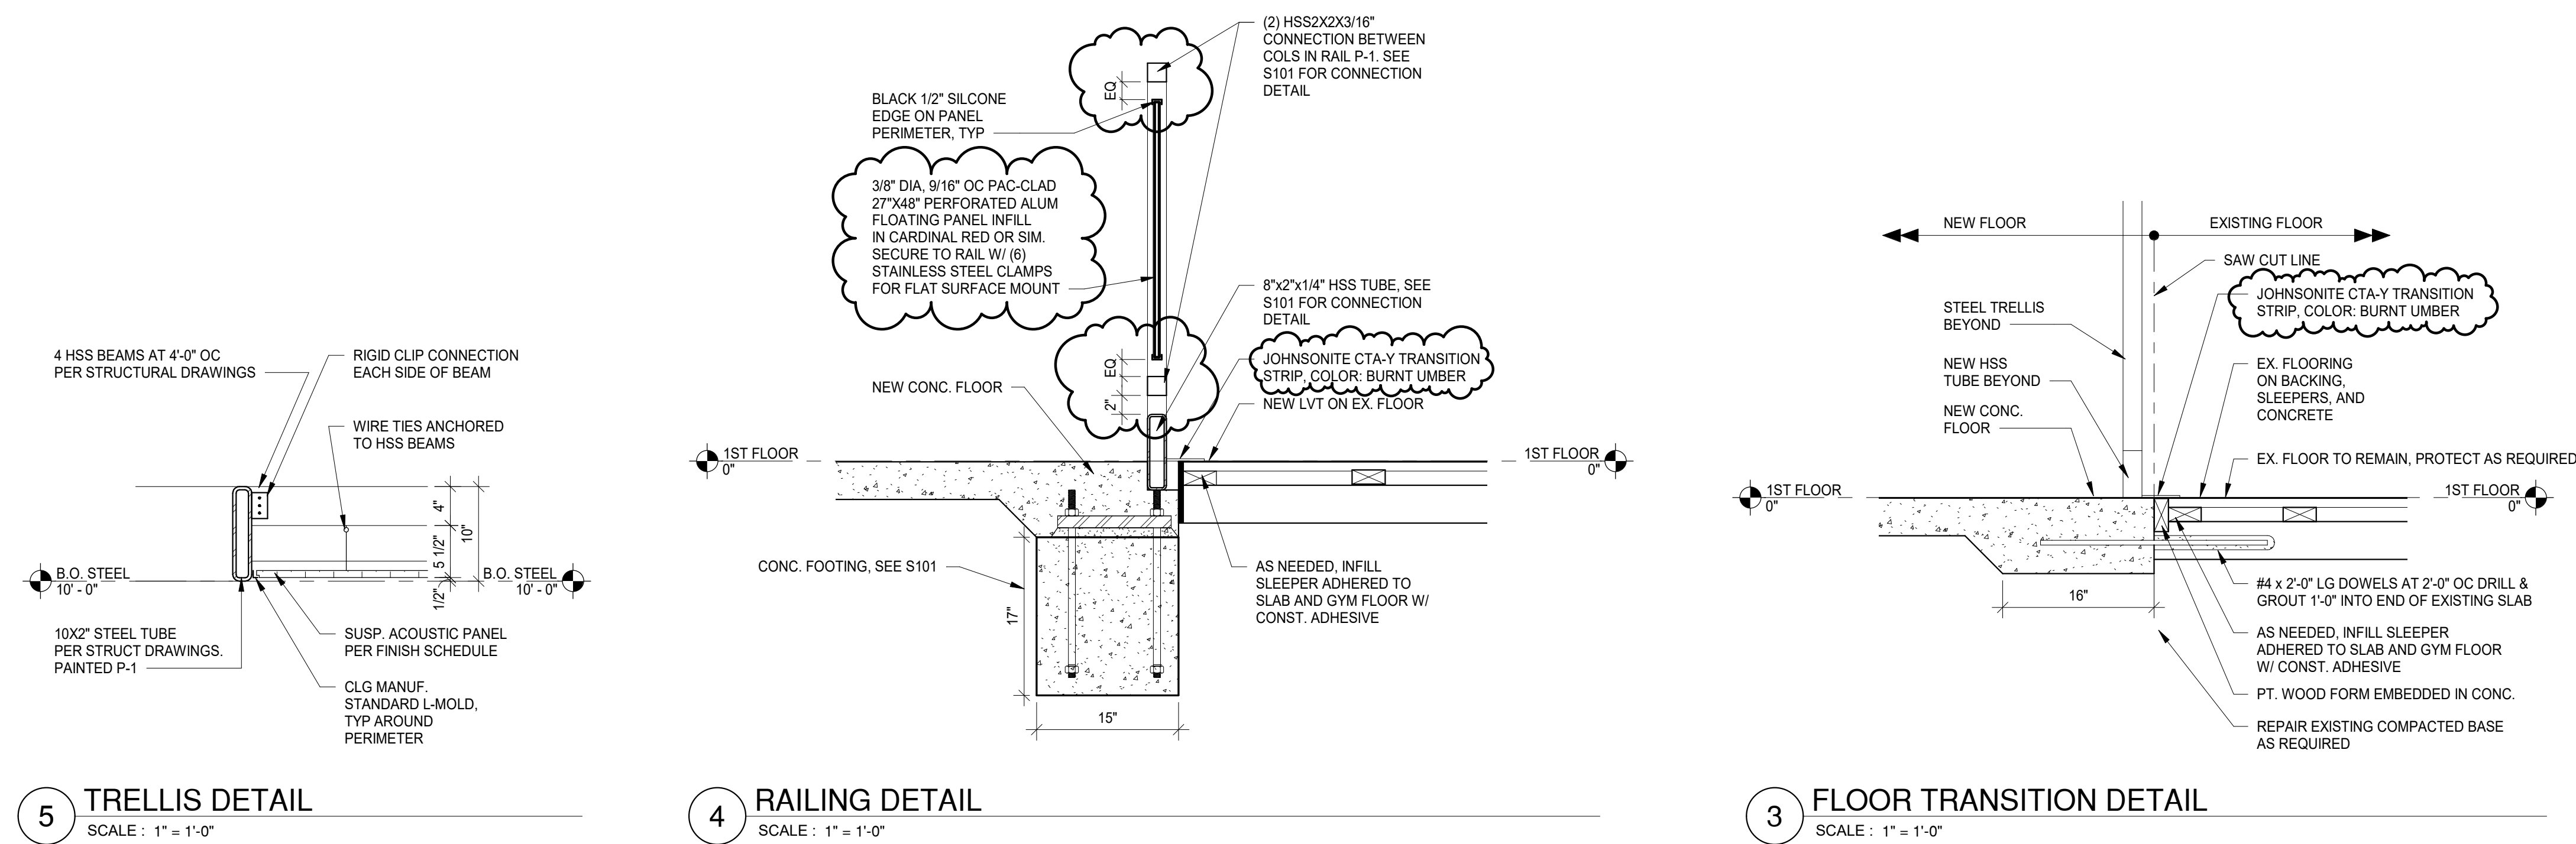 4 HSS BEAMS AT 4'-0" OC
PER STRUCTURAL DRAWINGS
RIGID CLIP CONNECTION
EACH SIDE OF BEAM
WIRE TIES ANCHORED
TO HSS BEAMS
4"
5 1/2"
1/2"
10"
B.O. STEEL
10' - 0"
B.O. STEEL
10' - 0"
10X2" STEEL TUBE
PER STRUCT DRAWINGS.
PAINTED P-1
SUSP. ACOUSTIC PANEL
PER FINISH SCHEDULE
CLG MANUF.
STANDARD L-MOLD,
TYP AROUND
PERIMETER
5
TRELLIS DETAIL
SCALE : 1" = 1'-0"
(2) HSS2X2X3/16"
CONNECTION BETWEEN
COLS IN RAIL P-1. SEE
S101 FOR CONNECTION
DETAIL
EQ
BLACK 1/2" SILCONE
EDGE ON PANEL
PERIMETER, TYP
3/8" DIA, 9/16" OC PAC-CLAD
27"X48" PERFORATED ALUM
FLOATING PANEL INFILL
IN CARDINAL RED OR SIM.
SECURE TO RAIL W/ (6)
STAINLESS STEEL CLAMPS
FOR FLAT SURFACE MOUNT
8"x2"x1/4" HSS TUBE, SEE
S101 FOR CONNECTION
DETAIL
JOHNSONITE CTA-Y TRANSITION
STRIP, COLOR: BURNT UMBER
EQ
2"
NEW CONC. FLOOR
NEW LVT ON EX. FLOOR
1ST FLOOR
0"
1ST FLOOR
0"
CONC. FOOTING, SEE S101
17"
15"
AS NEEDED, INFILL
SLEEPER ADHERED TO
SLAB AND GYM FLOOR W/
CONST. ADHESIVE
4
RAILING DETAIL
SCALE : 1" = 1'-0"
NEW FLOOR
EXISTING FLOOR
SAW CUT LINE
JOHNSONITE CTA-Y TRANSITION
STRIP, COLOR: BURNT UMBER
STEEL TRELLIS
BEYOND
NEW HSS
TUBE BEYOND
NEW CONC.
FLOOR
EX. FLOORING
ON BACKING,
SLEEPERS, AND
CONCRETE
EX. FLOOR TO REMAIN, PROTECT AS REQUIRED
1ST FLOOR
0"
1ST FLOOR
0"
16"
#4 x 2'-0" LG DOWELS AT 2'-0" OC DRILL &
GROUT 1'-0" INTO END OF EXISTING SLAB
AS NEEDED, INFILL SLEEPER
ADHERED TO SLAB AND GYM FLOOR
W/ CONST. ADHESIVE
PT. WOOD FORM EMBEDDED IN CONC.
REPAIR EXISTING COMPACTED BASE
AS REQUIRED
3
FLOOR TRANSITION DETAIL
SCALE : 1" = 1'-0"